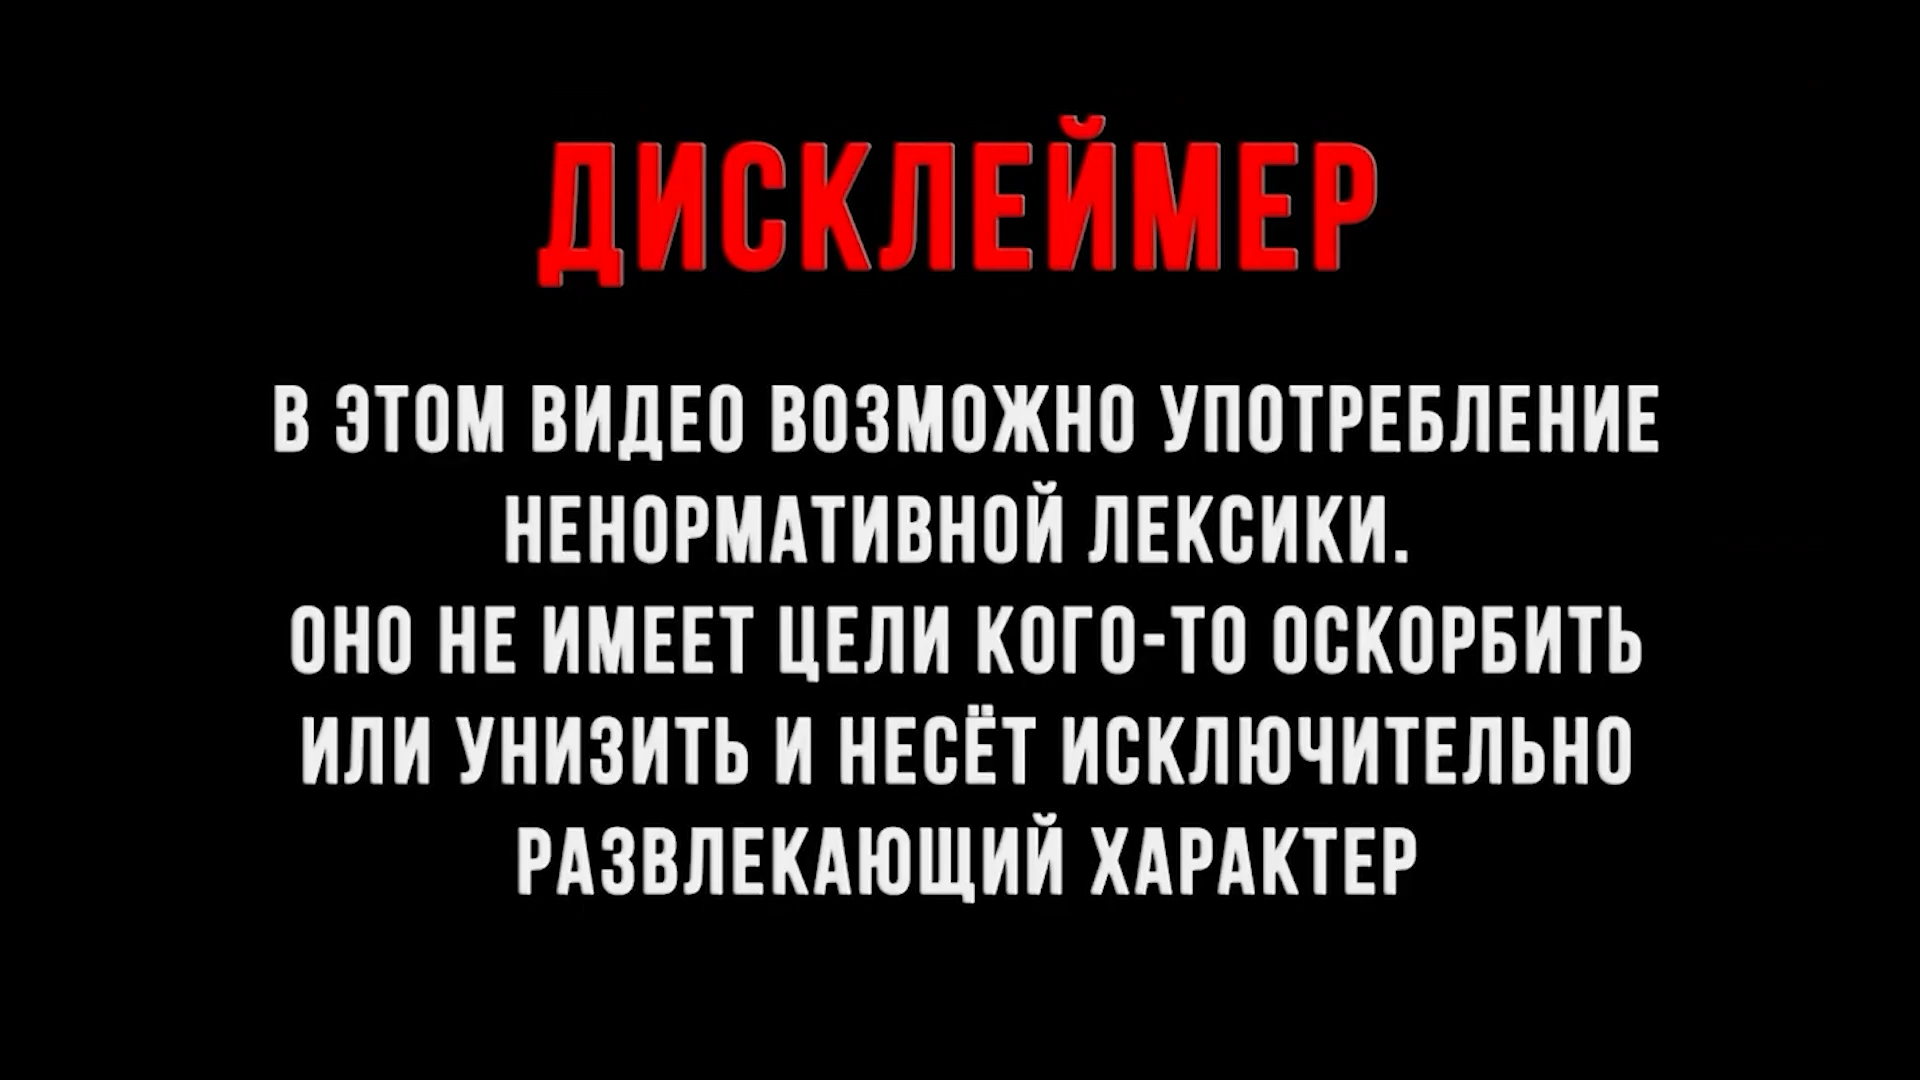 ДИСКЛЕЙМЕР
В ЭТОМ ВИДЕО ВОЗМОЖНО УПОТРЕБЛЕНИЕ
НЕНОРМАТИВНОЙ ЛЕКСИКИ.
ОНО НЕ ИМЕЕТ ЦЕЛИ КОГО-ТО ОСКОРБИТЬ
ИЛИ УНИЗИТЬ И НЕСЁТ ИСКЛЮЧИТЕЛЬНО
РАЗВЛЕКАЮЩИЙ ХАРАКТЕР